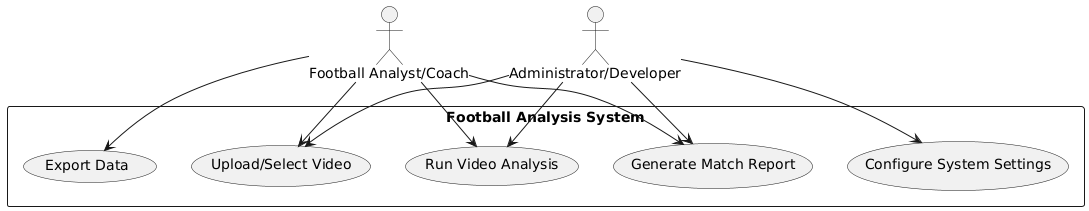 Football Analyst/Coach
Administrator/Developer
Football Analysis System
Export Data
Upload/Select Video
Run Video Analysis
Generate Match Report
Configure System Settings